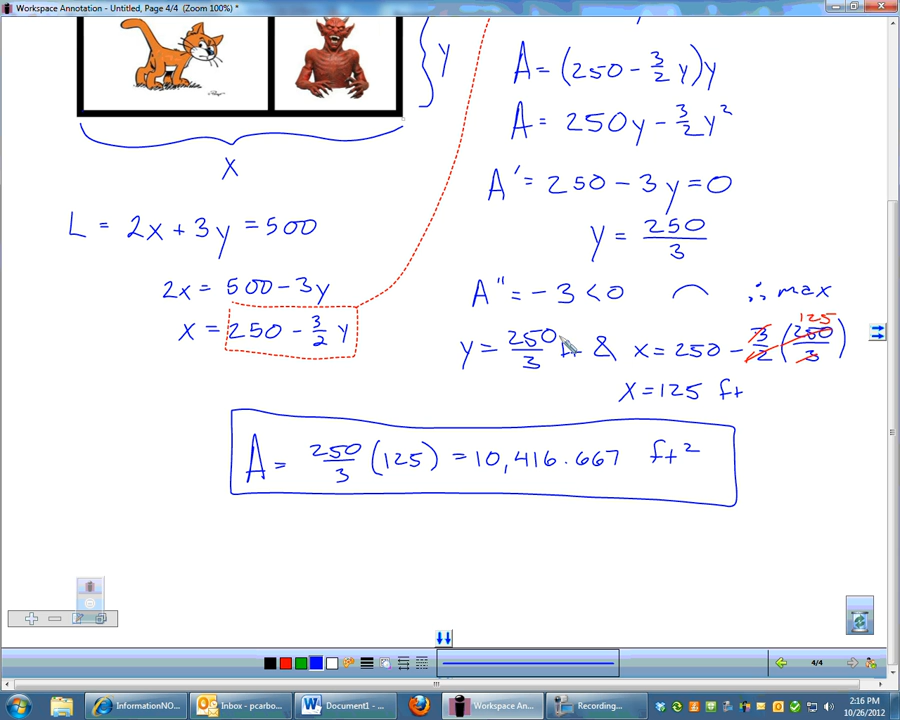 Workspace Annotation - Untitled, Page 4/4 (Zoom 100%) *
y
X
L = 2x + 3y = 500
2x = 500 - 3y
x = 250 - 3/2 y
A = (250 - 3/2 y)y
A = 250y - 3/2 y²
A' = 250 - 3y = 0
y = 250/3
A'' = -3 < 0 ⌒ ∴ max
125
y = 250/3 & x = 250 - 3/2 (250/3)
x = 125 ft
A = 250/3 (125) = 10,416.667 ft²
4/4
InformationNO...
Inbox - pcarbo...
Document1 - ...
Workspace An...
Recording...
2:16 PM
10/26/2012